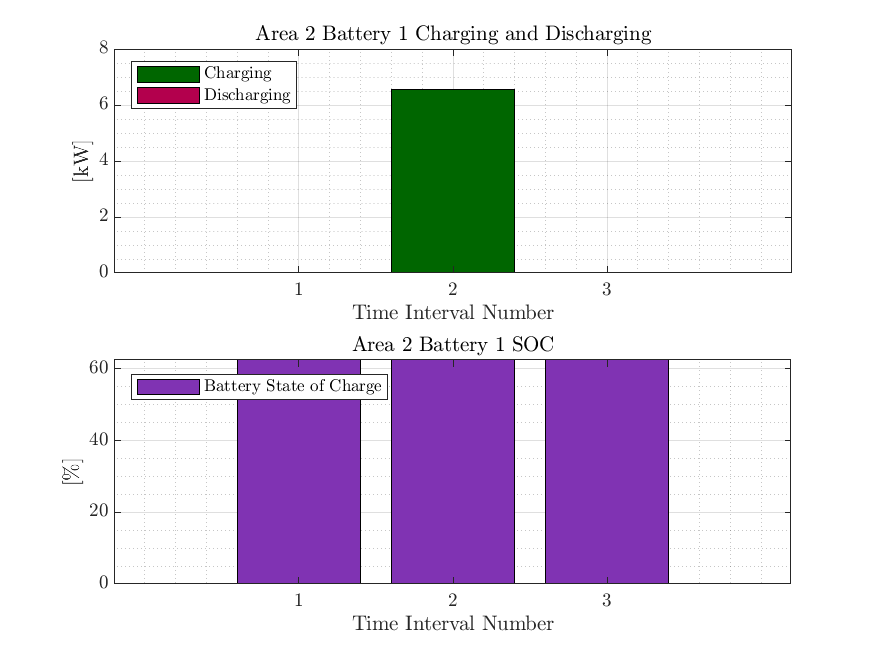 Area 2 Battery 1 Charging and Discharging
8
6
4
2
0
[kW]
Charging
Discharging
1 2 3
Time Interval Number
Area 2 Battery 1 SOC
60
40
20
0
[%]
Battery State of Charge
1 2 3
Time Interval Number